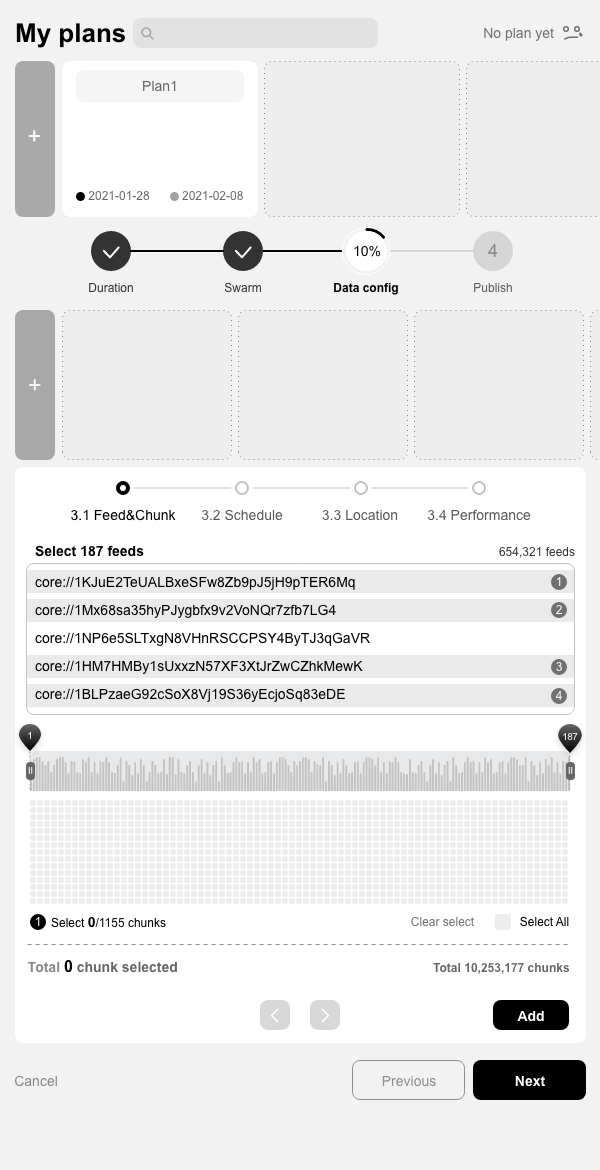 My plans
No plan yet
+
Plan1
2021-01-28
2021-02-08
10%
4
Duration
Swarm
Data config
Publish
+
3.1 Feed&Chunk
3.2 Schedule
3.3 Location
3.4 Performance
Select 187 feeds
654,321 feeds
core://1KJuE2TeUALBxeSFw8Zb9pJ5jH9pTER6Mq
1
core://1Mx68sa35hyPJygbfx9v2VoNQr7zfb7LG4
2
core://1NP6e5SLTxgN8VHnRSCCPSY4ByTJ3qGaVR
core://1HM7HMBy1sUxxzN57XF3XtJrZwCZhkMewK
3
core://1BLPzaeG92cSoX8Vj19S36yEcjoSq83eDE
4
1
187
1 Select 0/1155 chunks
Clear select
Select All
Total 0 chunk selected
Total 10,253,177 chunks
Add
Cancel
Previous
Next